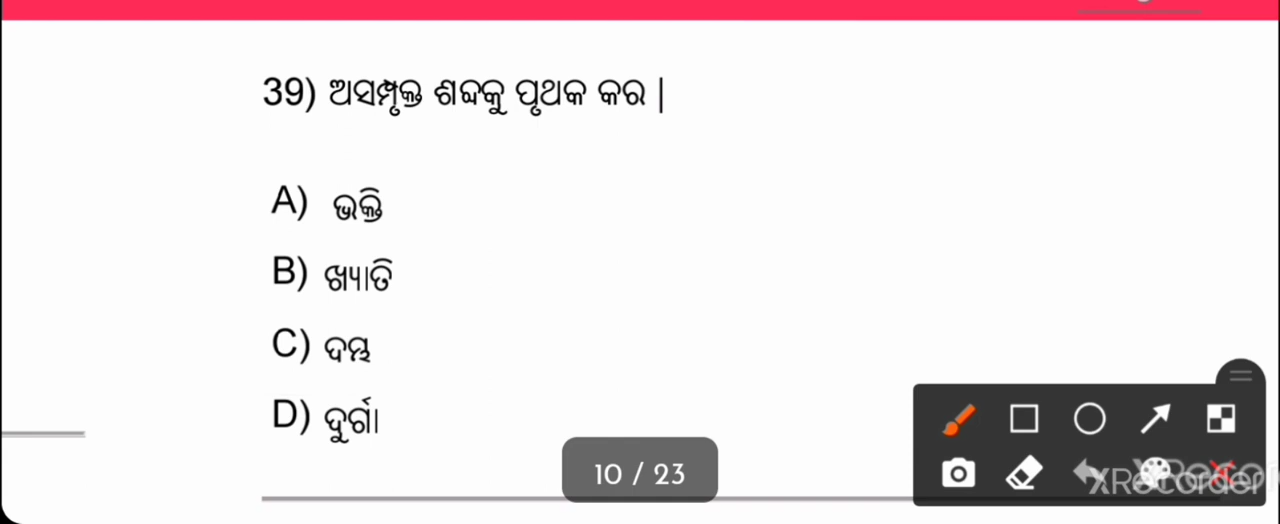 39) ଅସମ୍ପୃକ୍ତ ଶବ୍ଦକୁ ପୃଥକ କର |
A) ଭକ୍ତି
B) ଖ୍ୟାତି
C) ଦମ୍ଭ
D) ଦୁର୍ଗା
10 / 23
XRecorder